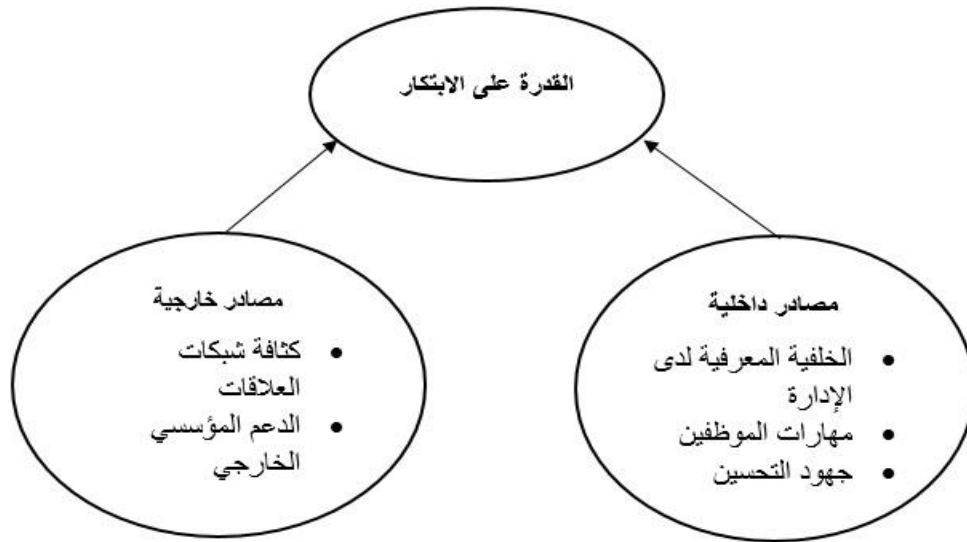 القدرة على الابتكار
مصادر داخلية
• الخلفية المعرفية لدى
الإدارة
• مهارات الموظفين
• جهود التحسين
مصادر خارجية
• كثافة شبكات
العلاقات
• الدعم المؤسسي
الخارجي